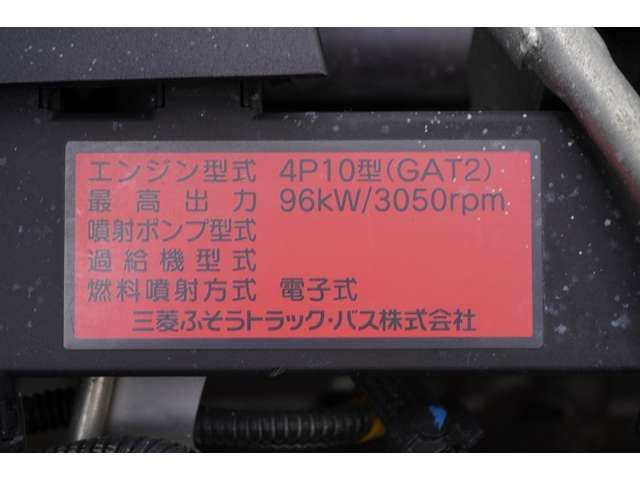 エンジン型式 4P10型(GAT2)
最高出力 96kW/3050rpm
噴射ポンプ型式
過給機型式
燃料噴射方式 電子式
三菱ふそうトラック・バス株式会社